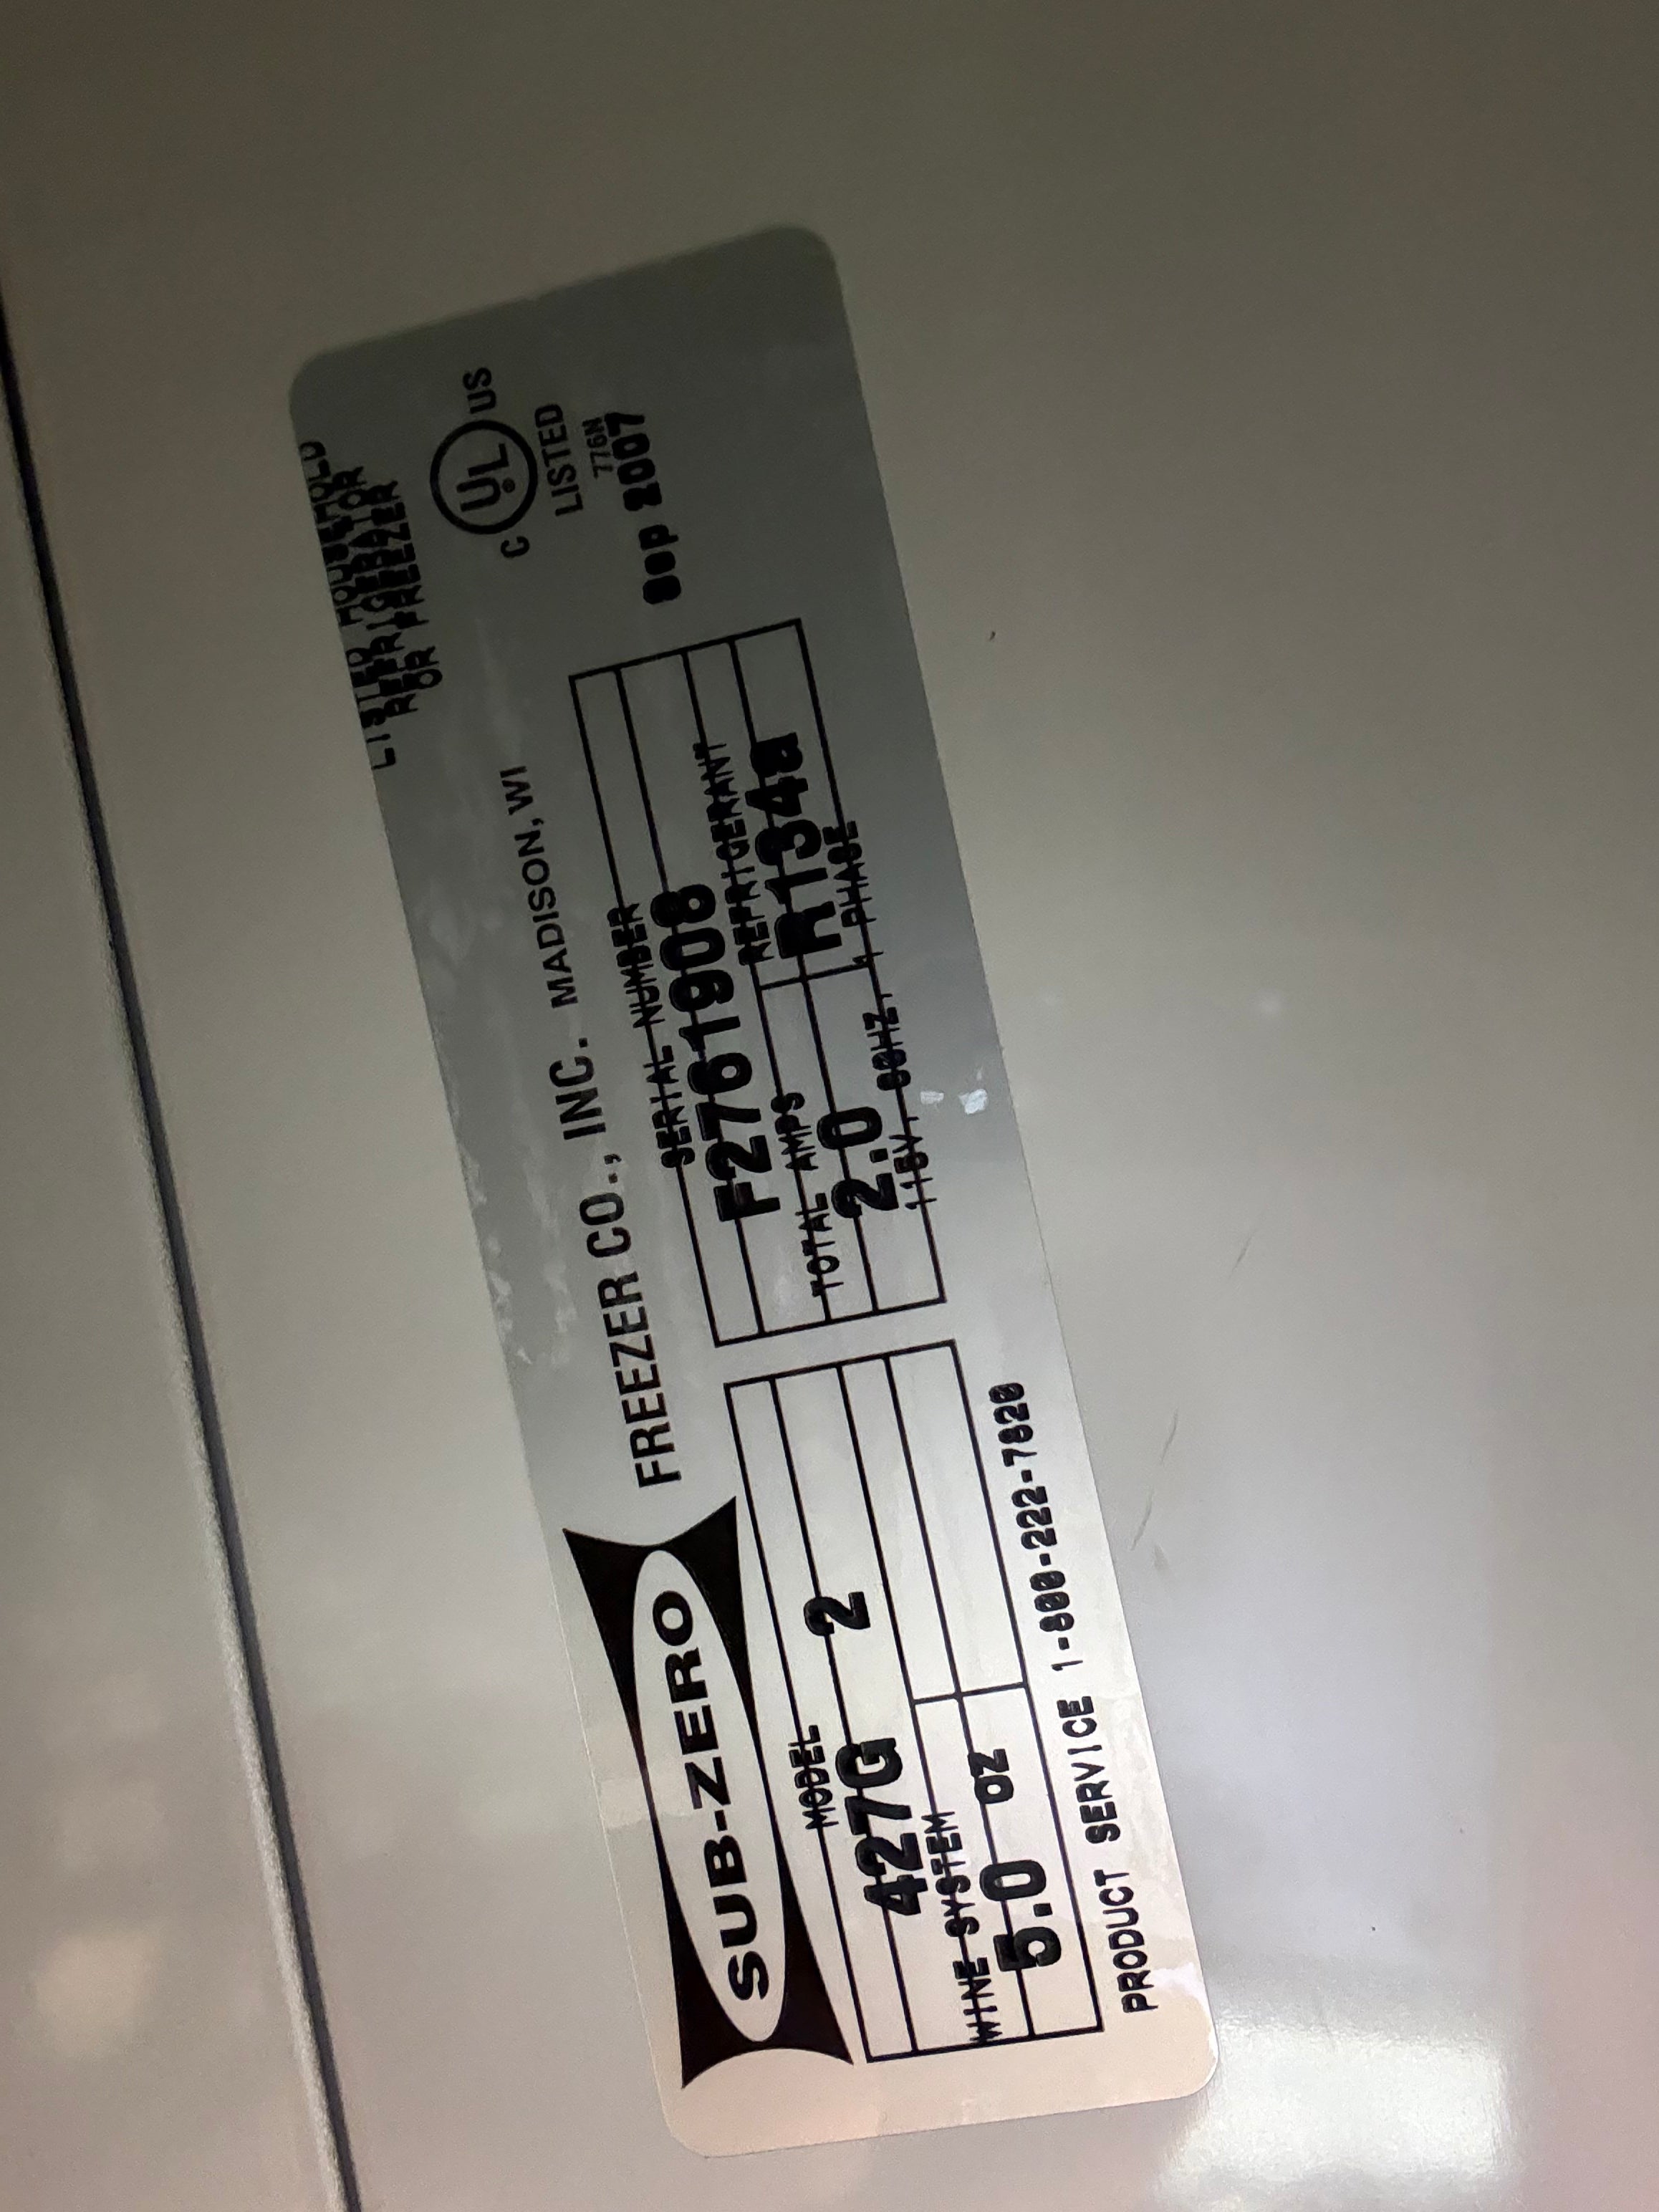 SUB-ZERO
FREEZER CO., INC. MADISON, WI
LISTED HOUSEHOLD
REFRIGERATOR
OR FREEZER
C UL US
LISTED
776N
Sep 2007
MODEL
427G 2
WINE SYSTEM
5.0 OZ
SERIAL NUMBER
F2761908
TOTAL AMPS REFRIGERANT
2.0 R134a
115V, 60HZ, 1 PHASE
PRODUCT SERVICE 1-800-222-7820